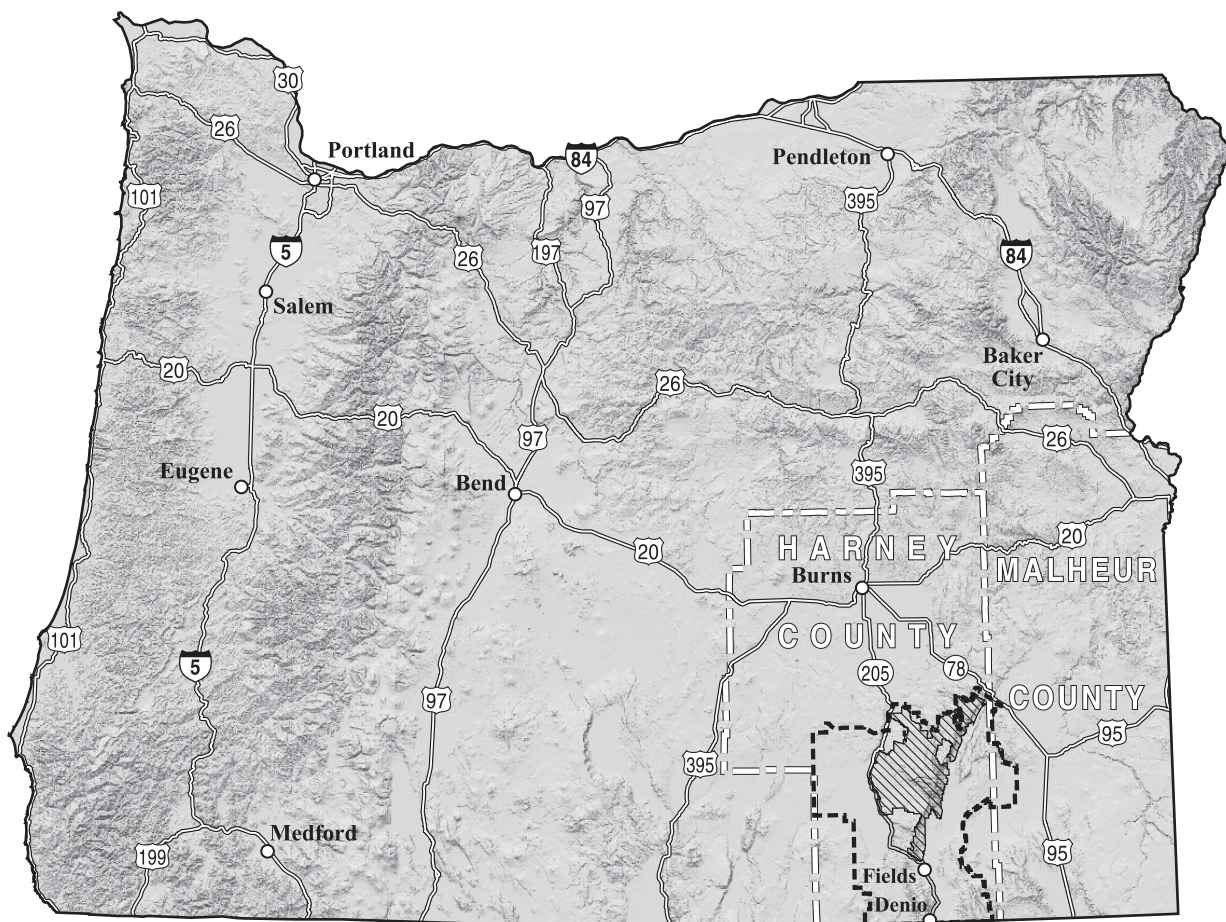 30
26
Portland
84
Pendleton
101
395
97
5
26
197
84
Salem
Baker
City
20
26
20
97
26
Eugene
Bend
395
20
20
HARNEY
MALHEUR
Burns
101
COUNTY
5
205
78
97
COUNTY
95
395
Medford
199
95
Fields
Denio